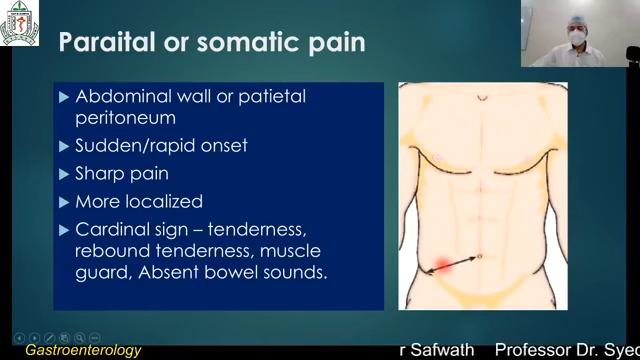 Paraital or somatic pain
Abdominal wall or patietal
peritoneum
Sudden/rapid onset
Sharp pain
More localized
Cardinal sign – tenderness,
rebound tenderness, muscle
guard, Absent bowel sounds.
Gastroenterology
r Safwath Professor Dr. Syed